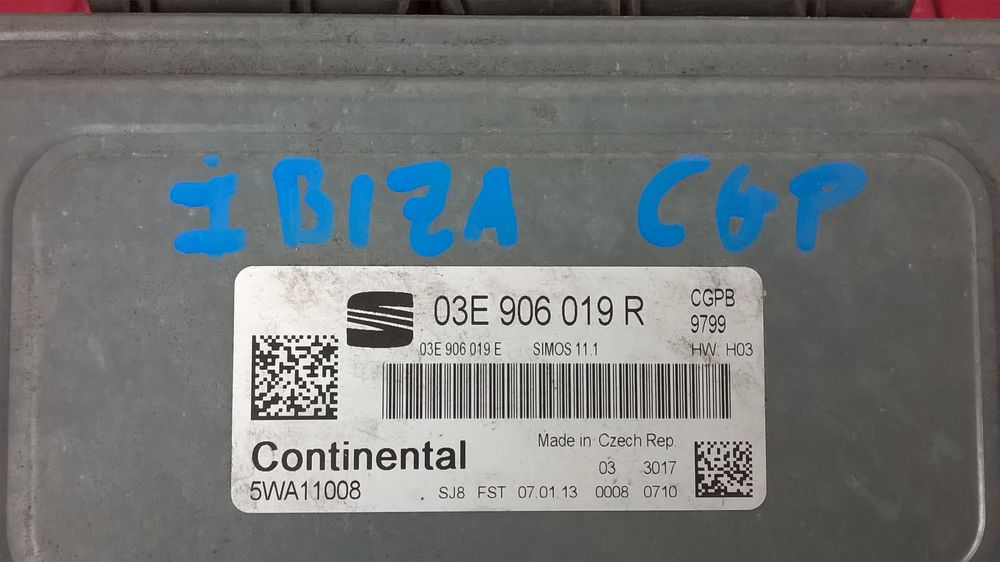 İBIZA CGP
03E 906 019 R
CGPB
9799
03E 906 019 E SIMOS 11.1 HW: H03
Made in Czech Rep.
Continental
03 3017
5WA11008 SJ8 FST 07.01.13 0008 0710